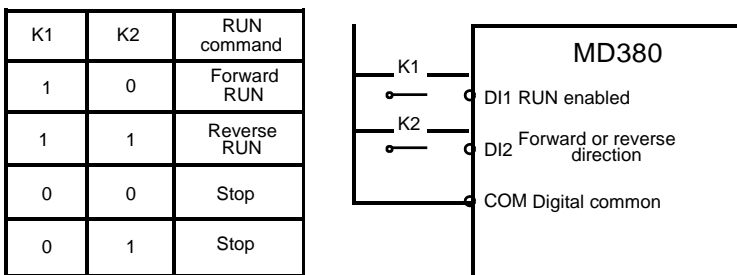 K1 K2 RUN
command
1 0 Forward
RUN
1 1 Reverse
RUN
0 0 Stop
0 1 Stop
MD380
K1
DI1 RUN enabled
K2
DI2 Forward or reverse
direction
COM Digital common